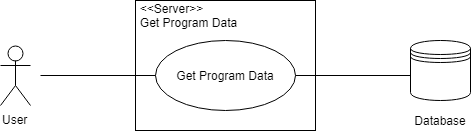 <<Server>>
Get Program Data
Get Program Data
User
Database